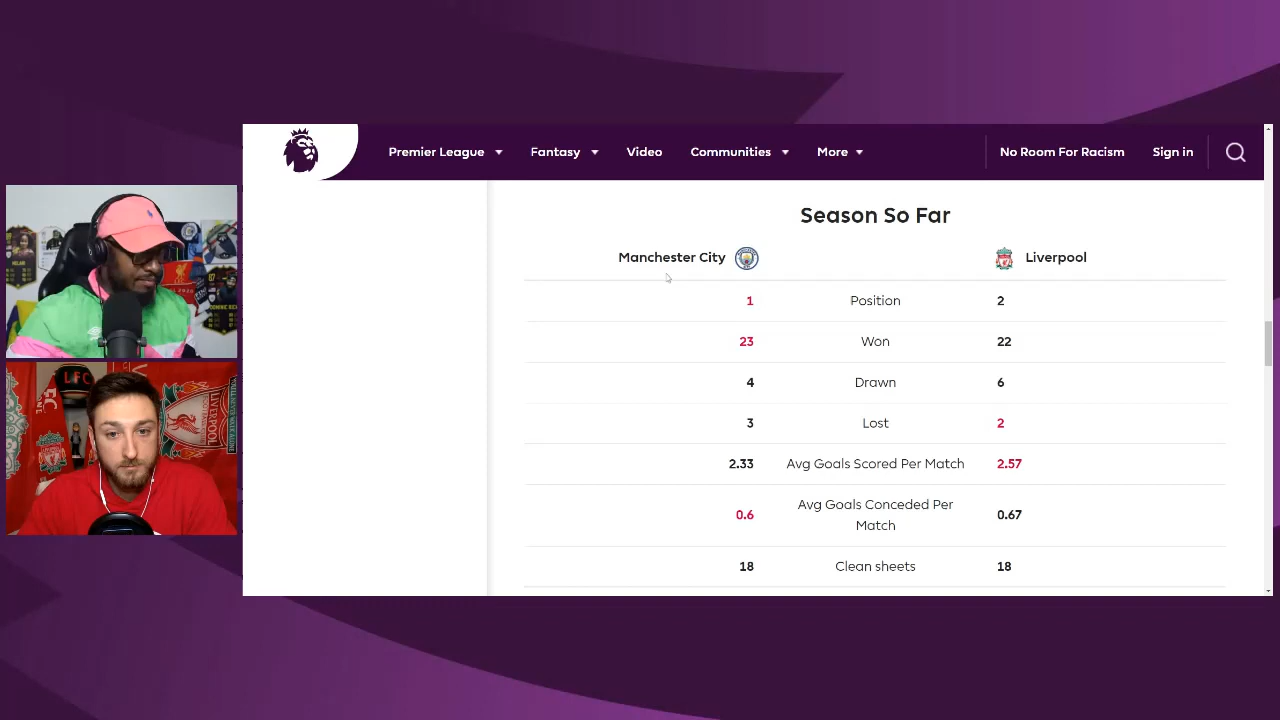 Premier League
Fantasy
Video
Communities
More
No Room For Racism
Sign in
Season So Far
Manchester City
Liverpool
1 Position 2
23 Won 22
4 Drawn 6
3 Lost 2
2.33 Avg Goals Scored Per Match 2.57
0.6 Avg Goals Conceded Per Match 0.67
18 Clean sheets 18
LFC
LIVERPOOL